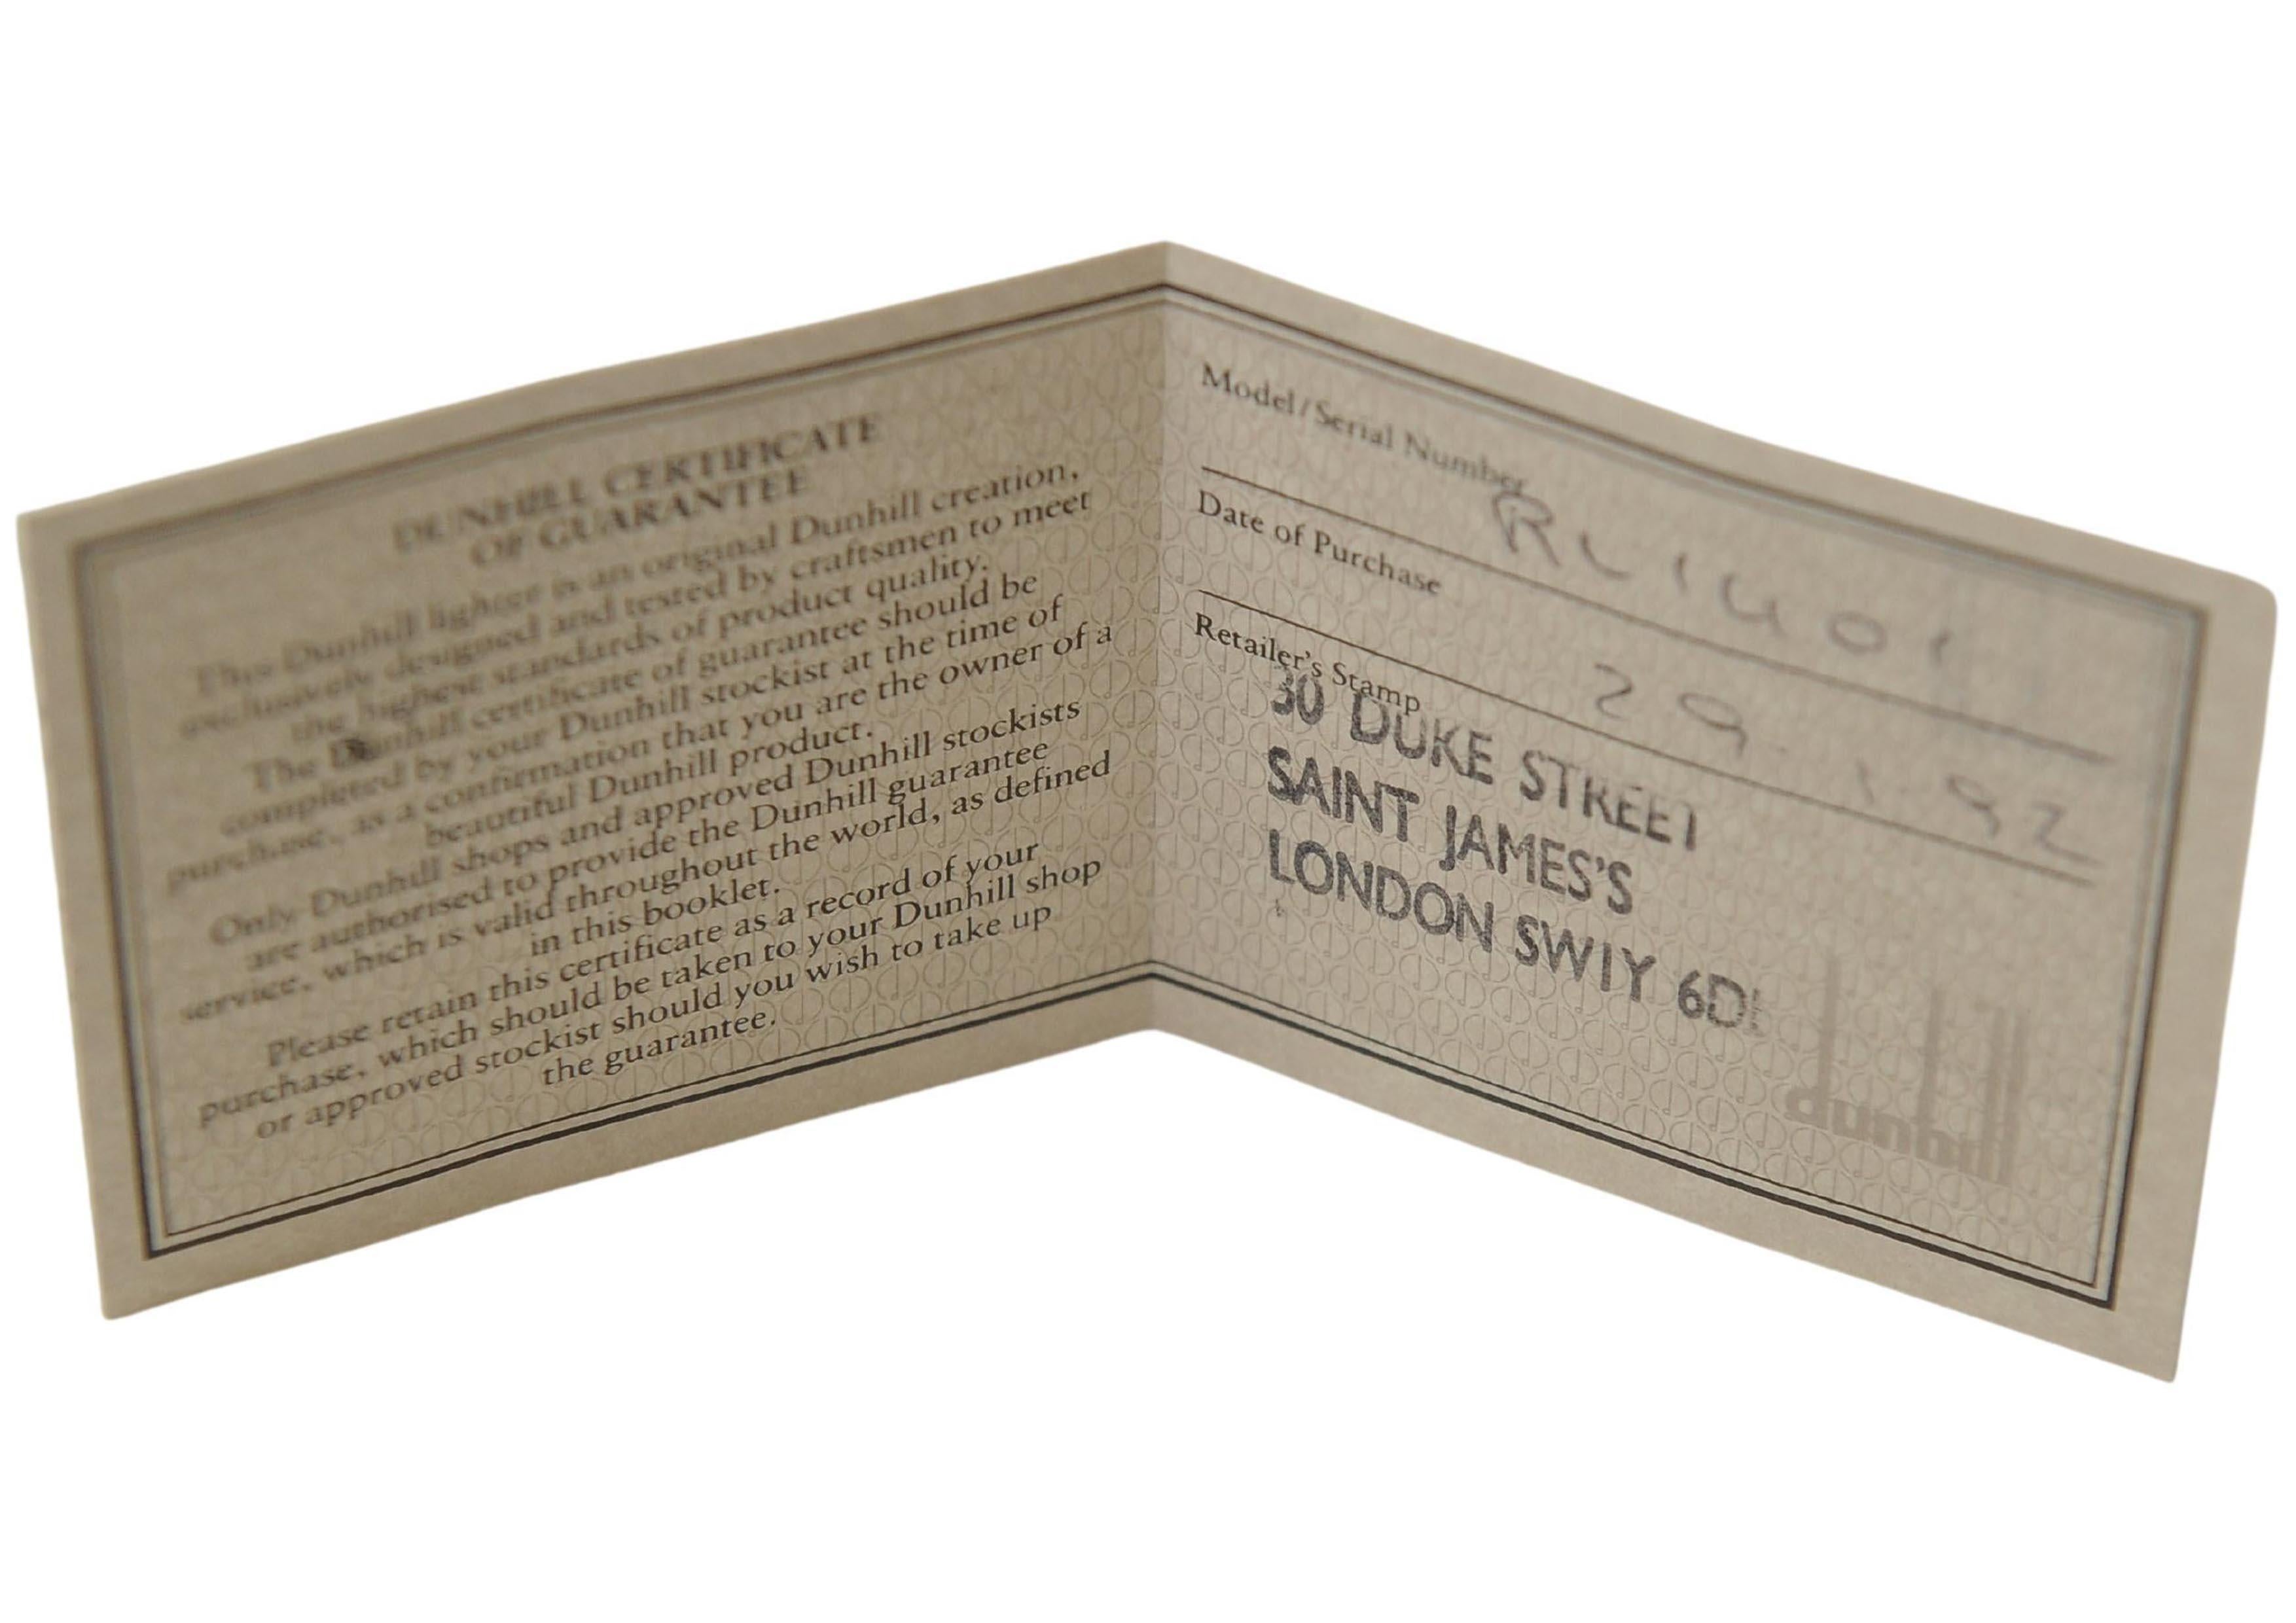 DUNHILL CERTIFICATE
OF GUARANTEE
This Dunhill lighter is an original Dunhill creation,
exclusively designed and tested by craftsmen to meet
the highest standards of product quality.
The Dunhill certificate of guarantee should be
completed by your Dunhill stockist at the time of
purchase, as a confirmation that you are the owner of a
beautiful Dunhill product.
Only Dunhill shops and approved Dunhill stockists
are authorised to provide the Dunhill guarantee
service, which is valid throughout the world, as defined
in this booklet.
Please retain this certificate as a record of your
purchase, which should be taken to your Dunhill shop
or approved stockist should you wish to take up
the guarantee.
Model/Serial Number
Date of Purchase
29.1.92
Retailer's Stamp
30 DUKE STREET
SAINT JAMES'S
LONDON SW1Y
dunhill